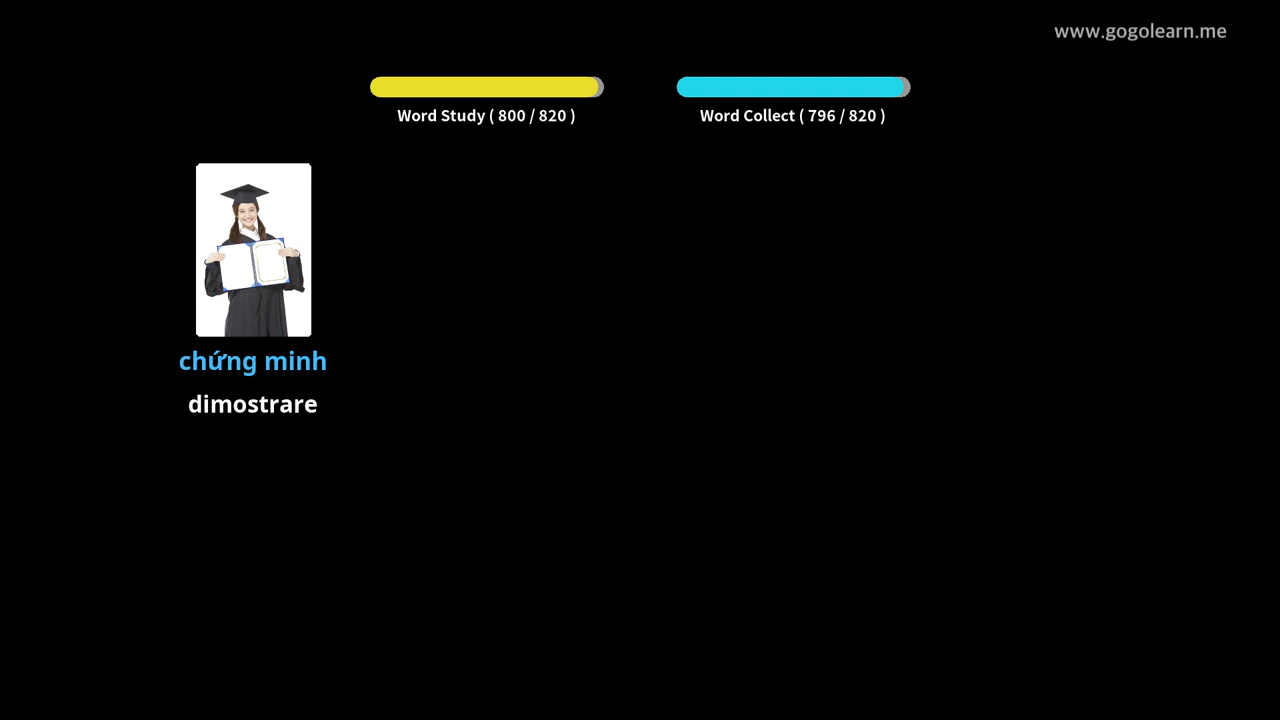 www.gogolearn.me
Word Study ( 800 / 820 )
Word Collect ( 796 / 820 )
chứng minh
dimostrare